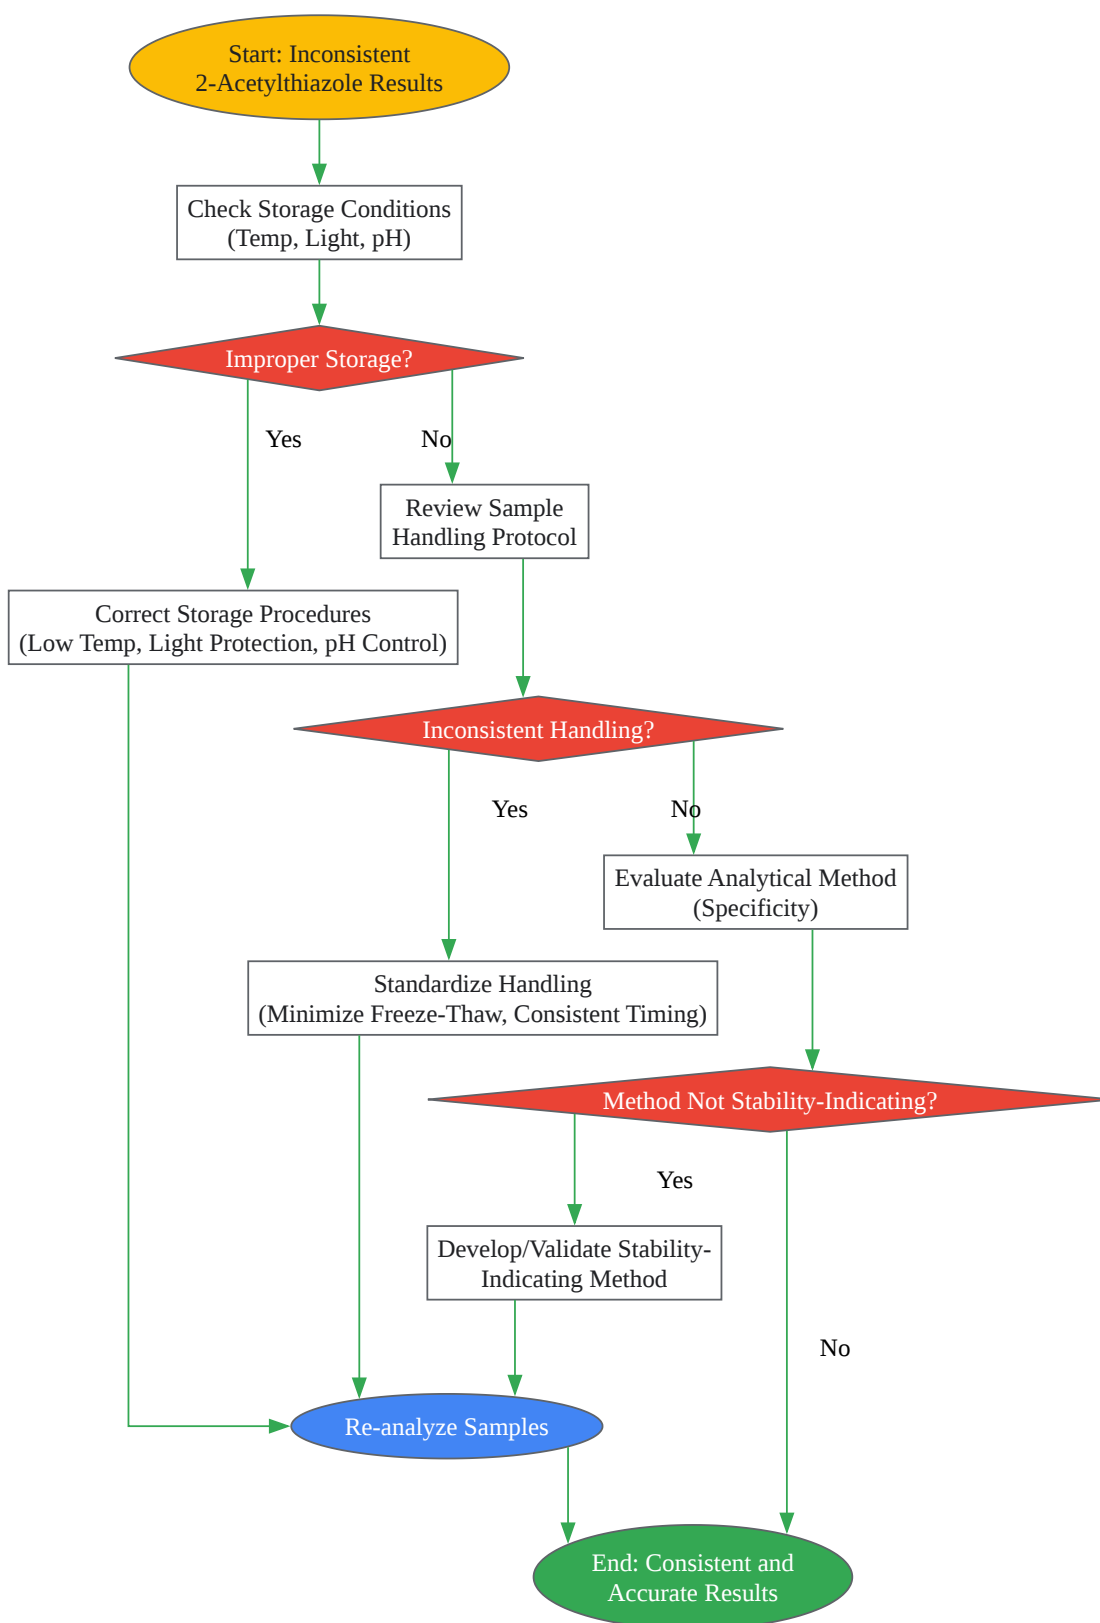 Start: Inconsistent
2-Acetylthiazole Results
Check Storage Conditions
(Temp, Light, pH)
Improper Storage?
Yes
No
Review Sample
Handling Protocol
Correct Storage Procedures
(Low Temp, Light Protection, pH Control)
Inconsistent Handling?
Yes
No
Evaluate Analytical Method
(Specificity)
Standardize Handling
(Minimize Freeze-Thaw, Consistent Timing)
Method Not Stability-Indicating?
Yes
Develop/Validate Stability-
Indicating Method
No
Re-analyze Samples
End: Consistent and
Accurate Results